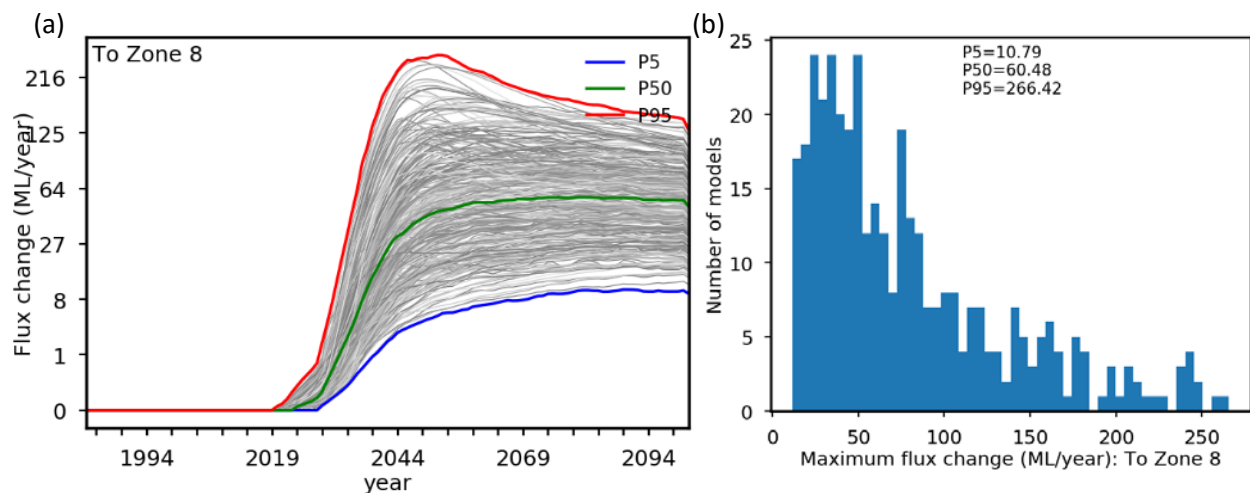 (a)
To Zone 8
P5
P50
P95
Flux change (ML/year)
216
125
64
27
8
1
0
1994
2019
2044
2069
2094
year
(b)
P5=10.79
P50=60.48
P95=266.42
Number of models
25
20
15
10
5
0
0
50
100
150
200
250
Maximum flux change (ML/year): To Zone 8